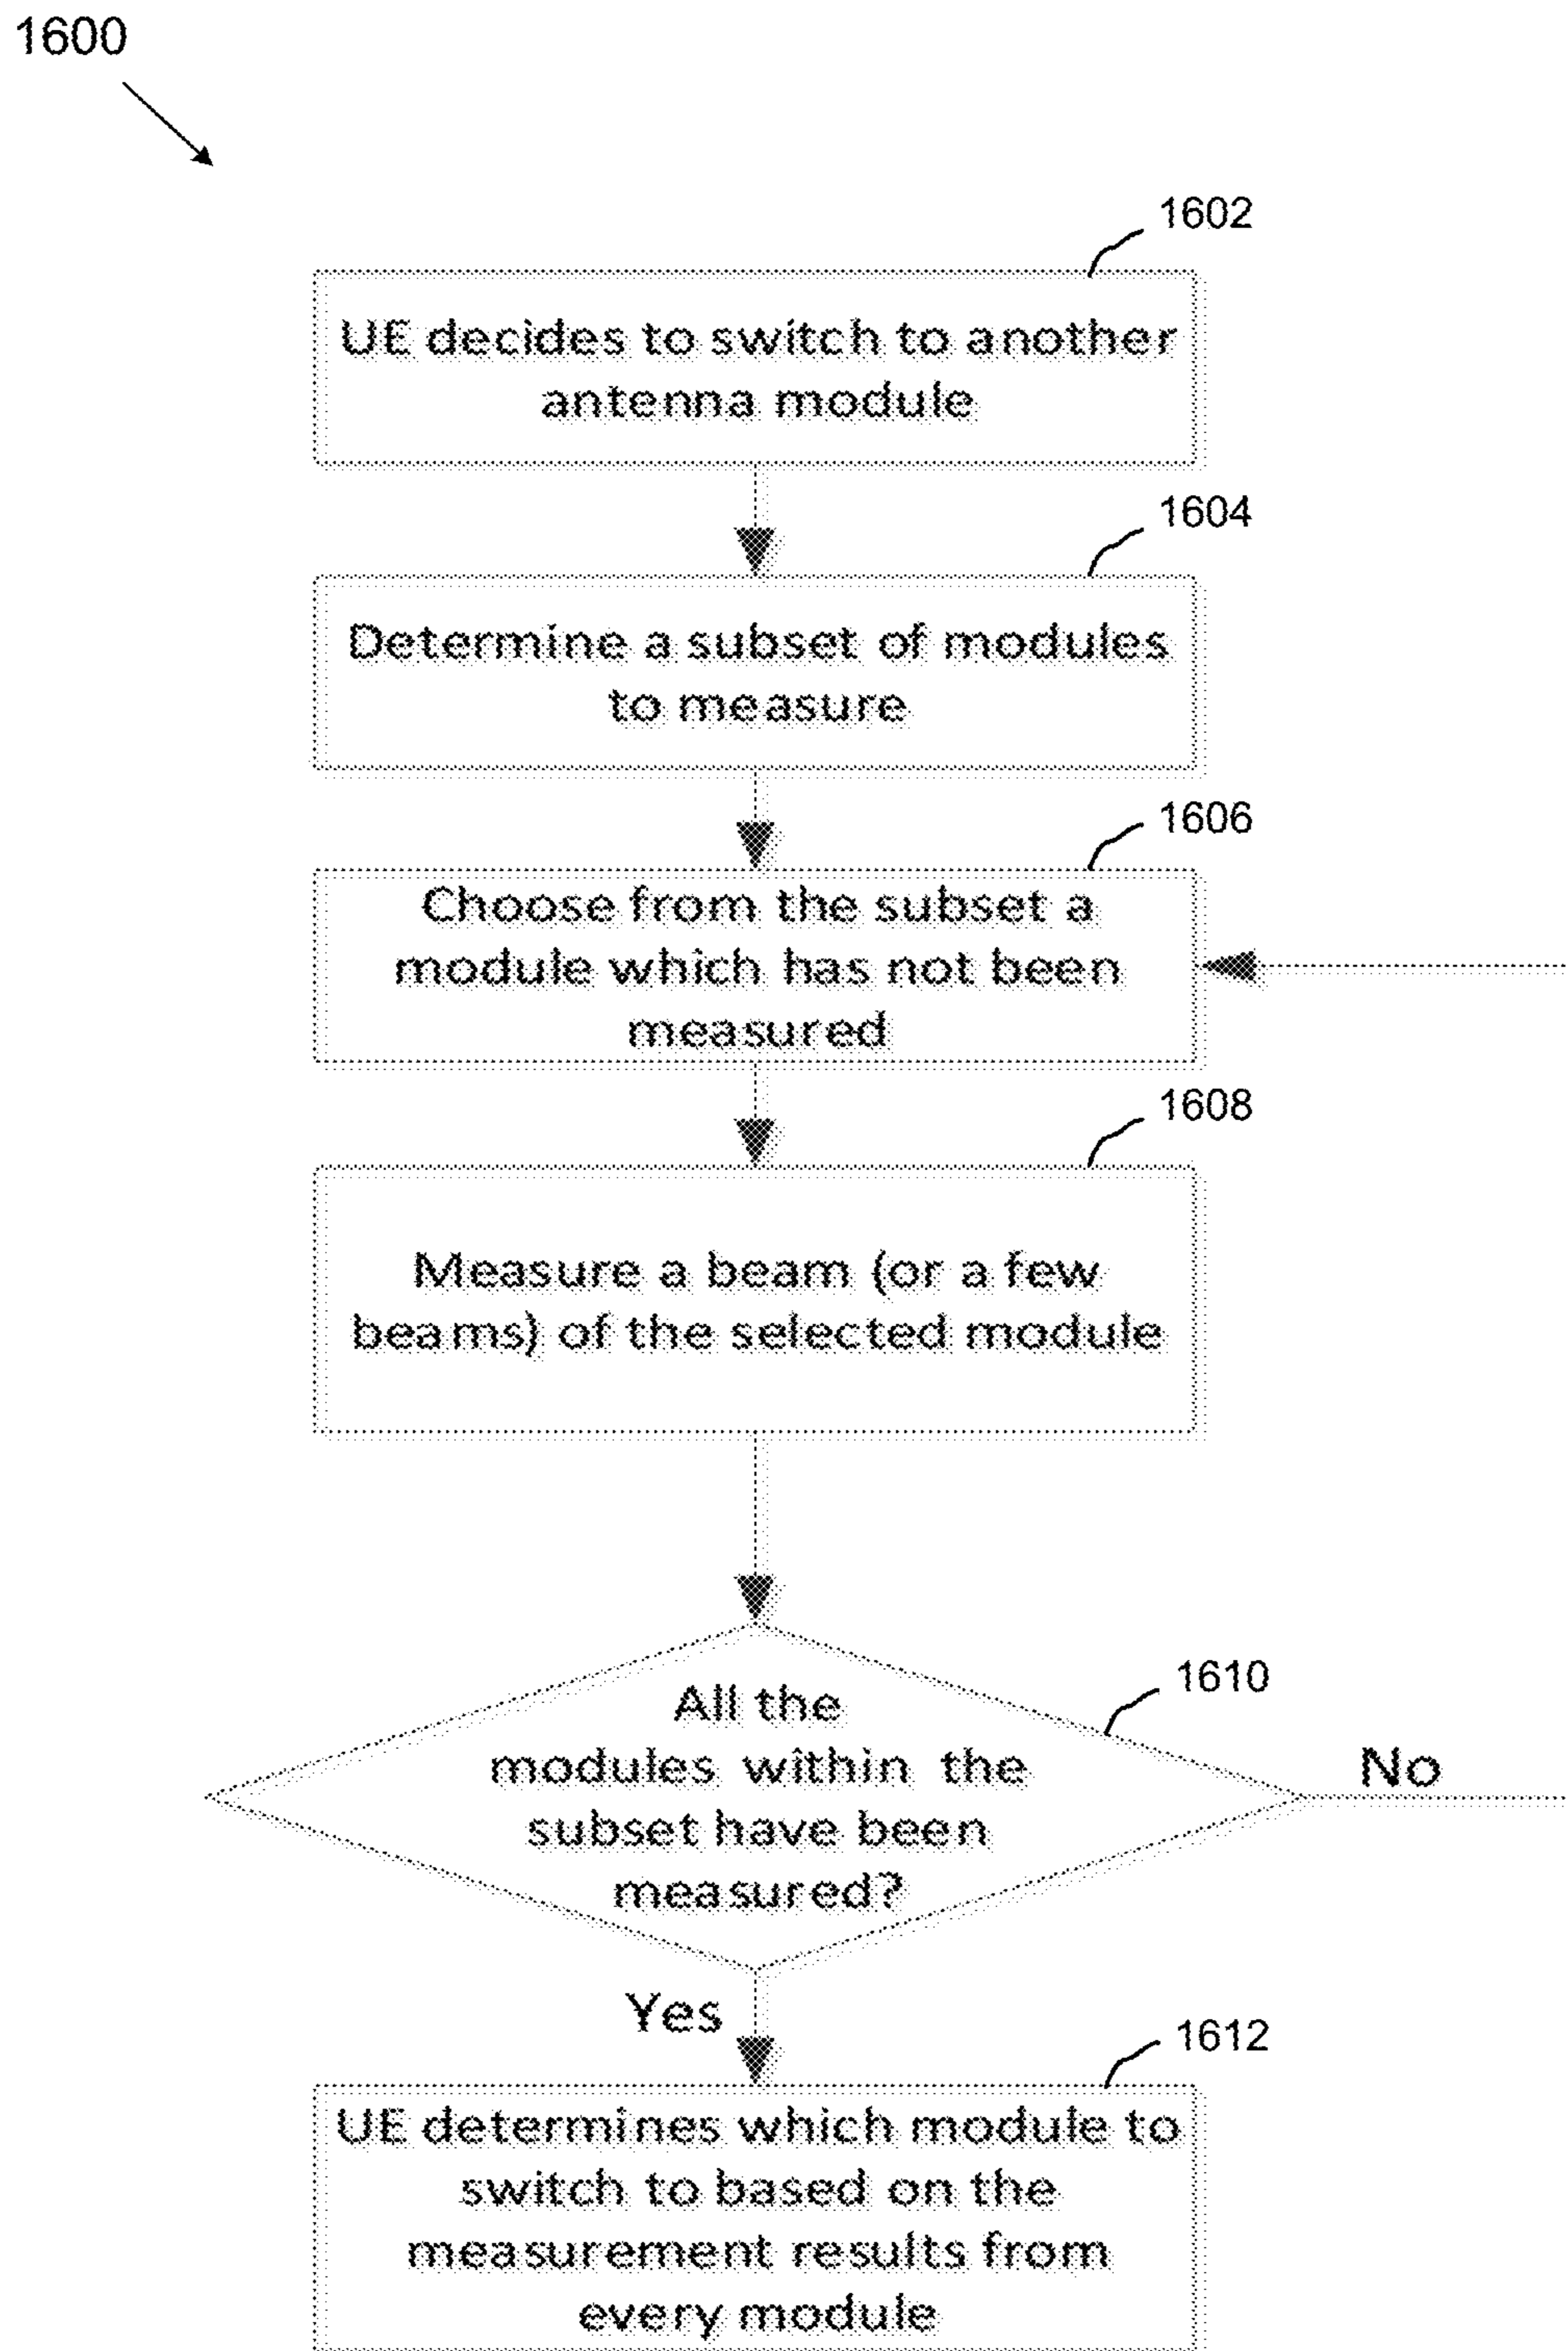 1600
1602
UE decides to switch to another
antenna module
1604
Determine a subset of modules
to measure
1606
Choose from the subset a
module which has not been
measured
1608
Measure a beam (or a few
beams) of the selected module
1610
All the
modules within the
subset have been
measured?
No
Yes
1612
UE determines which module to
switch to based on the
measurement results from
every module